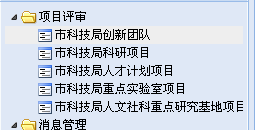 项目评审
市科技局创新团队
市科技局科研项目
市科技局人才计划项目
市科技局重点实验室项目
市科技局人文社科重点研究基地项目
消息管理